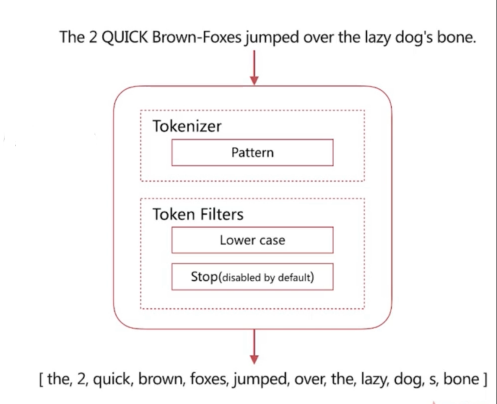 The 2 QUICK Brown-Foxes jumped over the lazy dog's bone.
Tokenizer
Pattern
Token Filters
Lower case
Stop(disabled by default)
[ the, 2, quick, brown, foxes, jumped, over, the, lazy, dog, s, bone ]